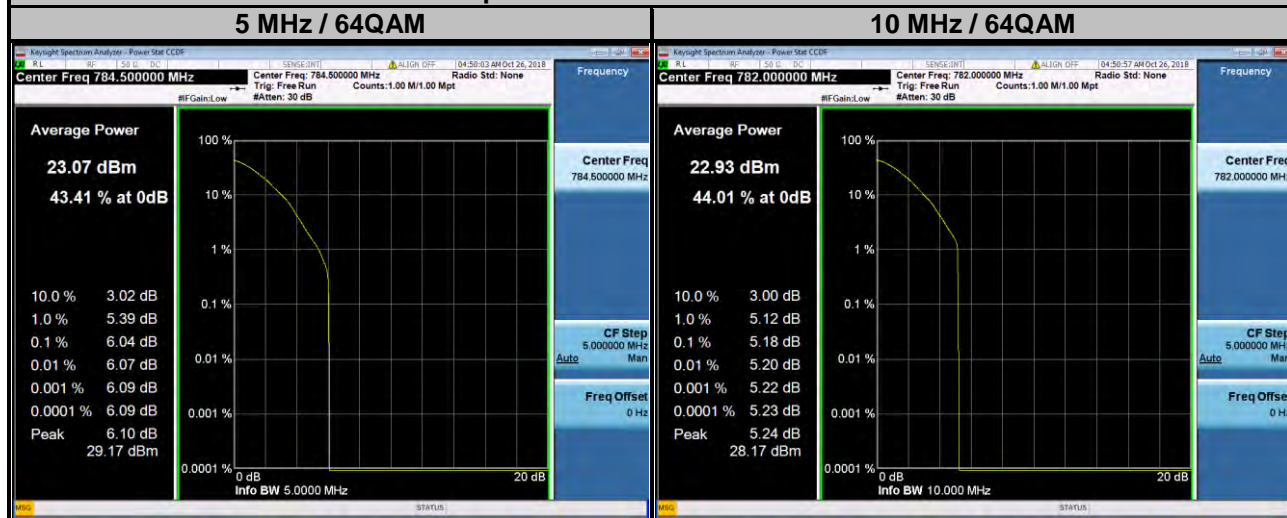 5 MHz / 64QAM
Keysight Spectrum Analyzer - Power Stat CCDF
RL RF 50 Ω DC SENSE:INT ALIGN OFF 04:50:03 AM Oct 26, 2018
Center Freq 784.500000 MHz
Center Freq: 784.500000 MHz Radio Std: None
Trig: Free Run Counts:1.00 M/1.00 Mpt
#IFGain:Low #Atten: 30 dB
Frequency
Average Power
23.07 dBm
43.41 % at 0dB
10.0 % 3.02 dB
1.0 % 5.39 dB
0.1 % 6.04 dB
0.01 % 6.07 dB
0.001 % 6.09 dB
0.0001 % 6.09 dB
Peak 6.10 dB
29.17 dBm
100 %
10 %
1 %
0.1 %
0.01 %
0.001 %
0.0001 %
0 dB 20 dB
Info BW 5.0000 MHz
Center Freq
784.500000 MHz
CF Step
5.000000 MHz
Auto Man
Freq Offset
0 Hz
MSG STATUS
10 MHz / 64QAM
Keysight Spectrum Analyzer - Power Stat CCDF
RL RF 50 Ω DC SENSE:INT ALIGN OFF 04:50:57 AM Oct 26, 2018
Center Freq 782.000000 MHz
Center Freq: 782.000000 MHz Radio Std: None
Trig: Free Run Counts:1.00 M/1.00 Mpt
#IFGain:Low #Atten: 30 dB
Frequency
Average Power
22.93 dBm
44.01 % at 0dB
10.0 % 3.00 dB
1.0 % 5.12 dB
0.1 % 5.18 dB
0.01 % 5.20 dB
0.001 % 5.22 dB
0.0001 % 5.23 dB
Peak 5.24 dB
28.17 dBm
100 %
10 %
1 %
0.1 %
0.01 %
0.001 %
0.0001 %
0 dB 20 dB
Info BW 10.000 MHz
Center Freq
782.000000 MH
CF Step
5.000000 MH
Auto Man
Freq Offse
0 H
MSG STATUS